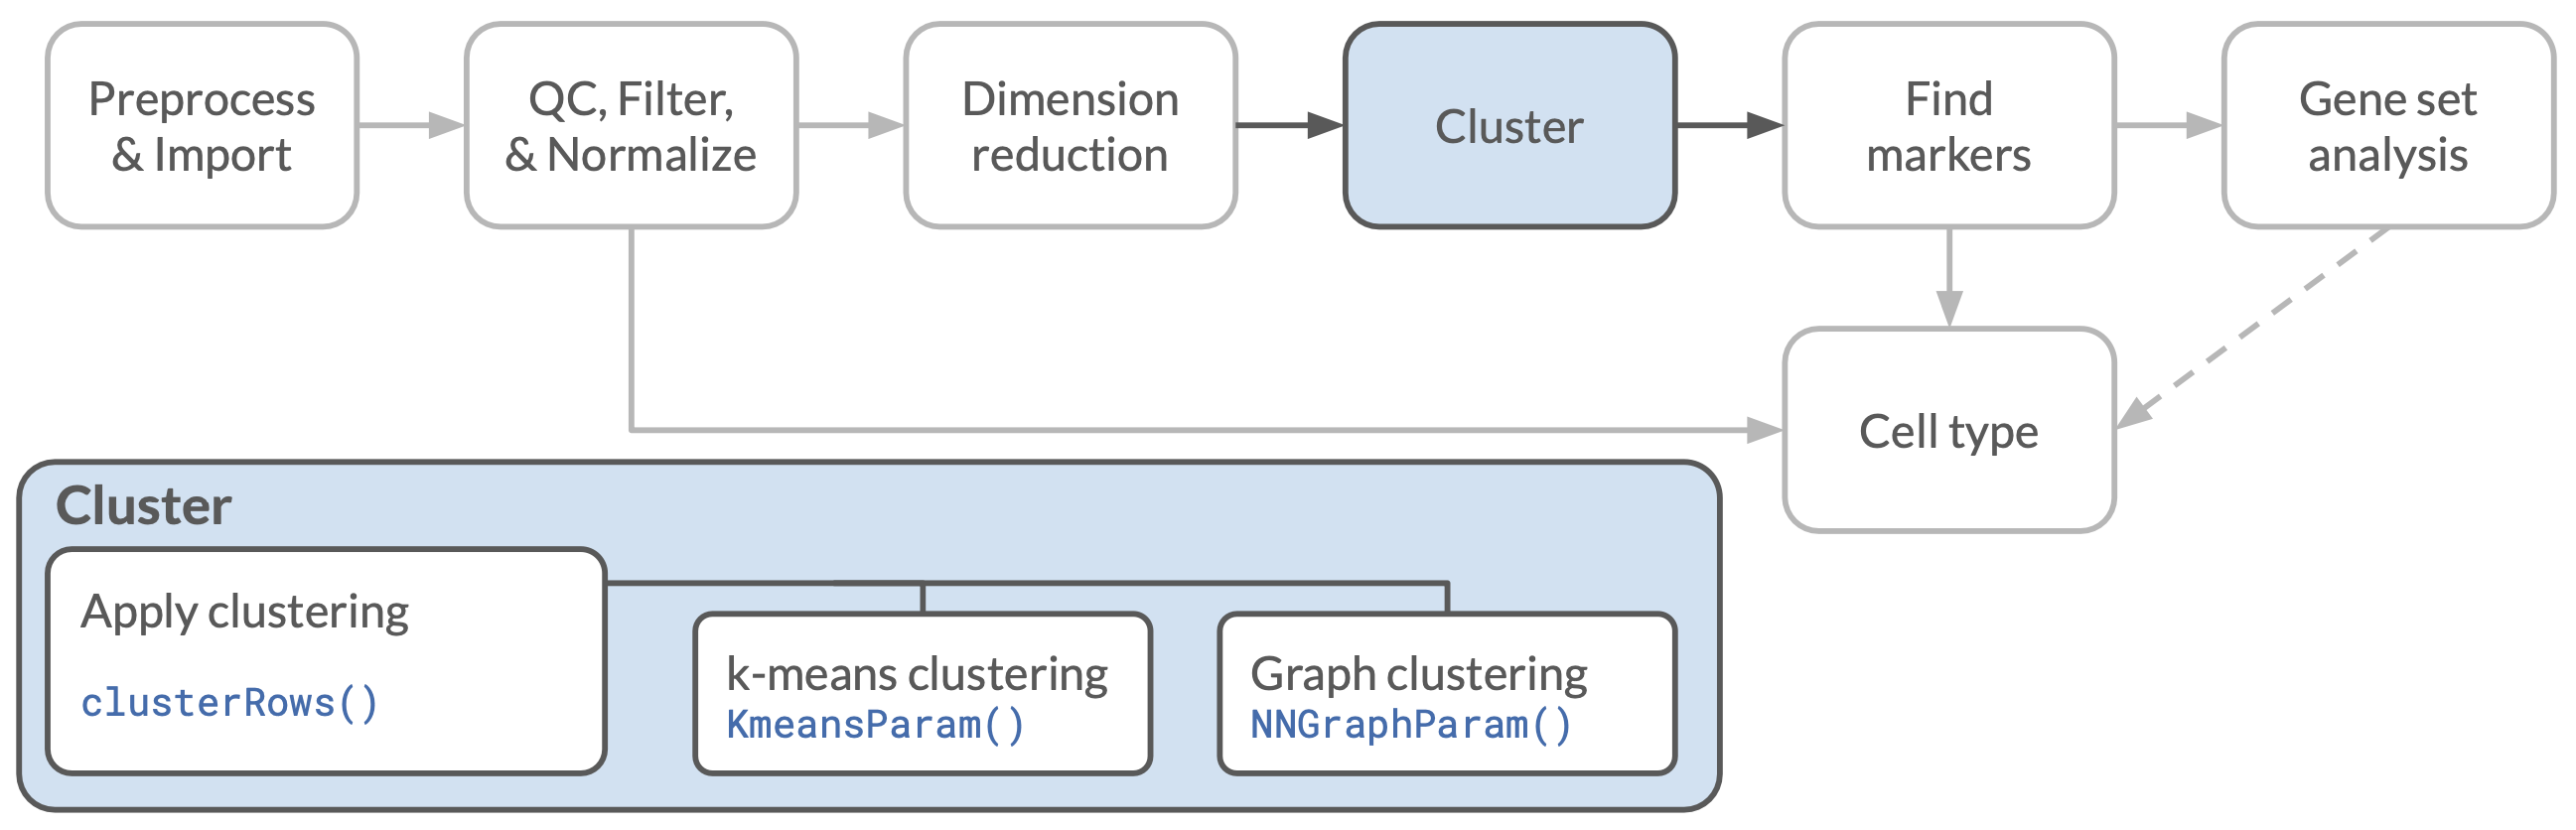 Preprocess
& Import
QC, Filter,
& Normalize
Dimension
reduction
Cluster
Find
markers
Gene set
analysis
Cell type
Cluster
Apply clustering
clusterRows()
k-means clustering
KmeansParam()
Graph clustering
NNGraphParam()